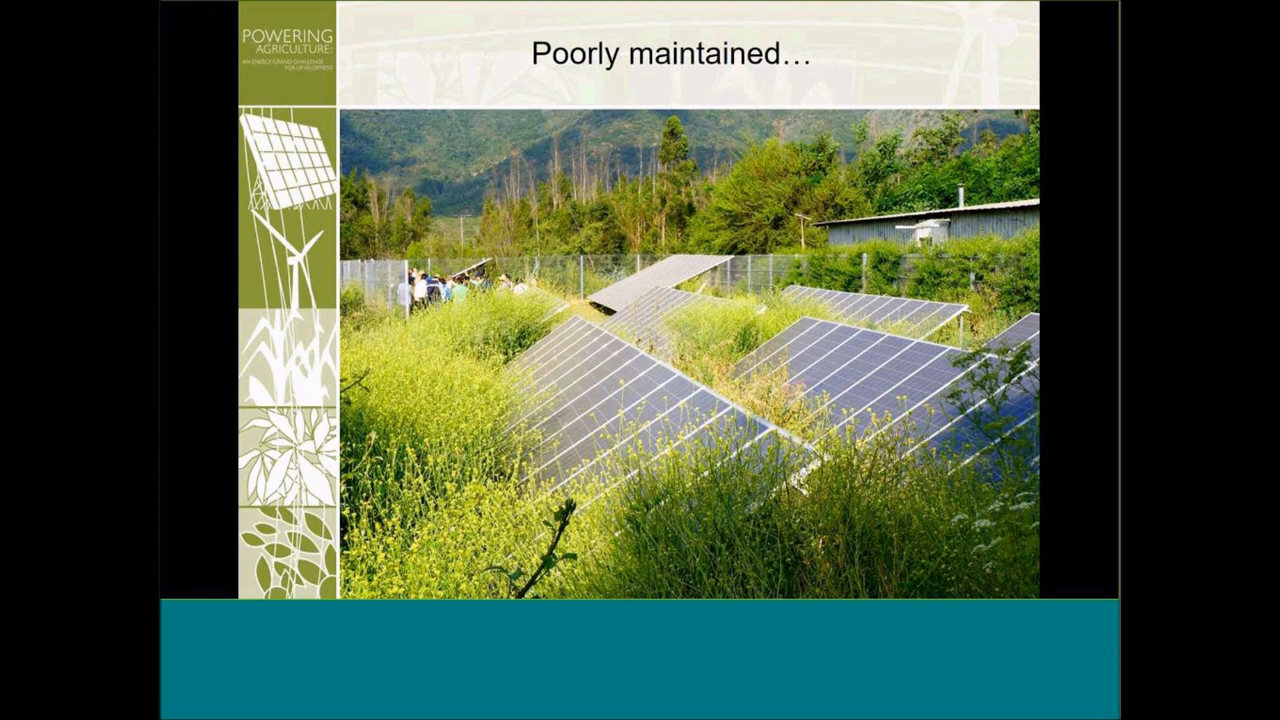 POWERING
AGRICULTURE:
AN ENERGY GRAND CHALLENGE
FOR DEVELOPMENT
Poorly maintained…